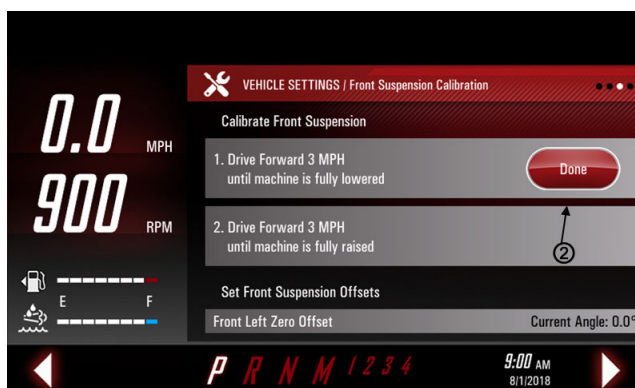 VEHICLE SETTINGS / Front Suspension Calibration
0.0 MPH
900 RPM
Calibrate Front Suspension
1. Drive Forward 3 MPH
until machine is fully lowered
Done
②
2. Drive Forward 3 MPH
until machine is fully raised
E F
Set Front Suspension Offsets
Front Left Zero Offset Current Angle: 0.0°
P R N M 1 2 3 4
9:00 AM
8/1/2018